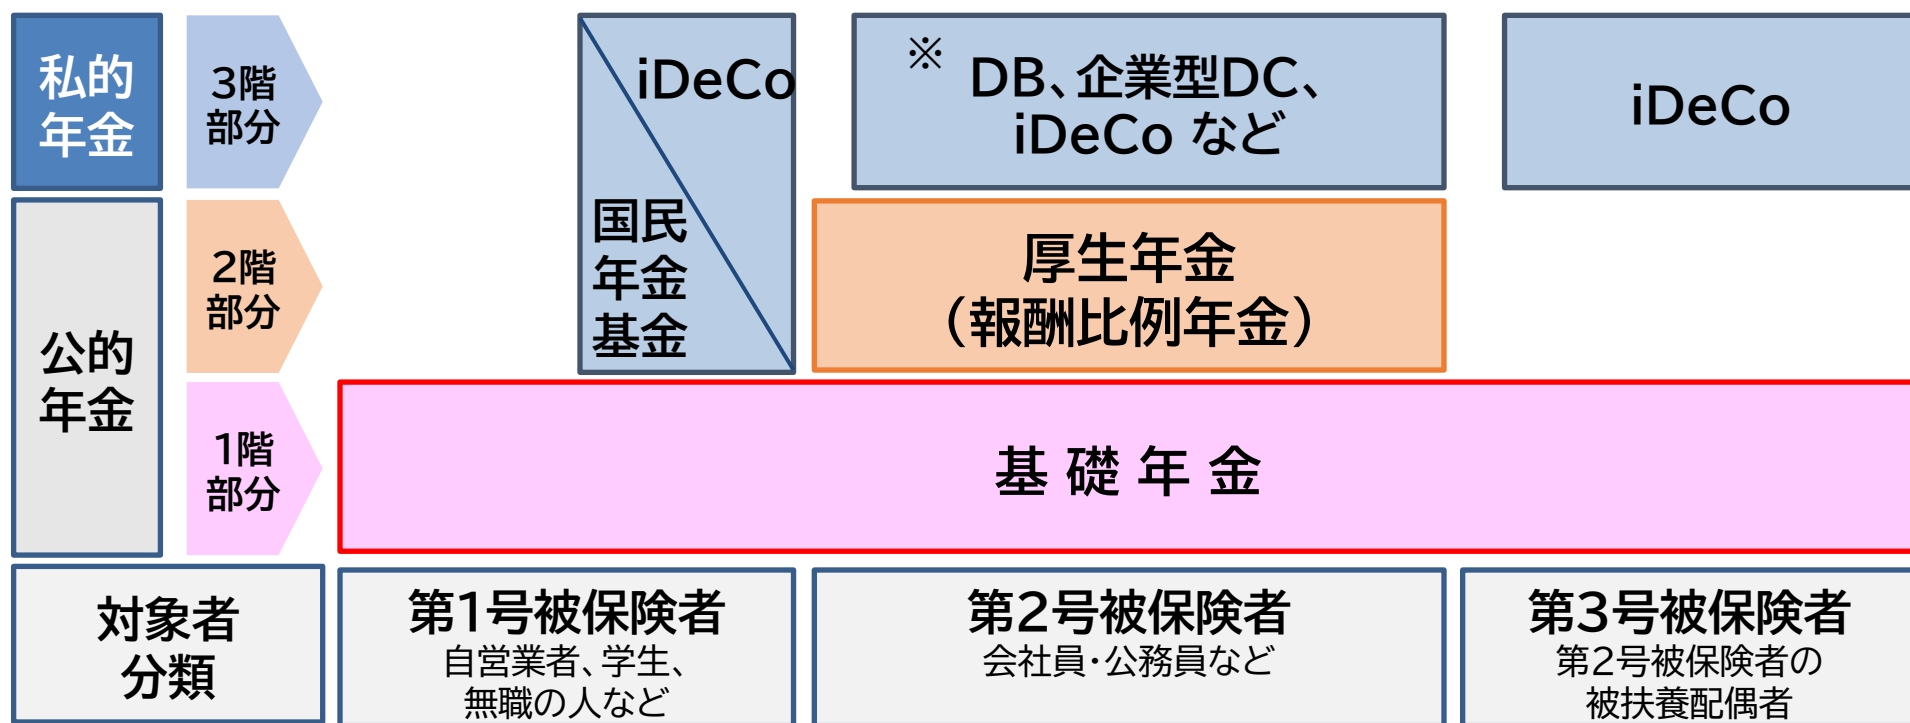 私的
年金
3階
部分
iDeCo
国民
年金
基金
※
DB、企業型DC、
iDeCo など
iDeCo
公的
年金
2階
部分
厚生年金
（報酬比例年金）
1階
部分
基 礎 年 金
対象者
分類
第1号被保険者
自営業者、学生、
無職の人など
第2号被保険者
会社員・公務員など
第3号被保険者
第2号被保険者の
被扶養配偶者